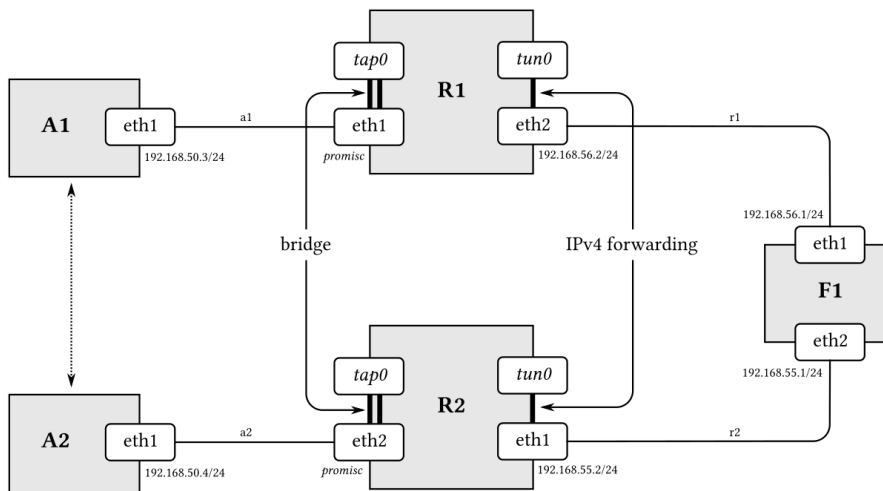 tap0
R1
tun0
A1
eth1
a1
eth1
eth2
r1
192.168.50.3/24
promisc
192.168.56.2/24
192.168.56.1/24
eth1
bridge
IPv4 forwarding
F1
eth2
192.168.55.1/24
tap0
R2
tun0
A2
eth1
a2
eth2
eth1
r2
192.168.50.4/24
promisc
192.168.55.2/24